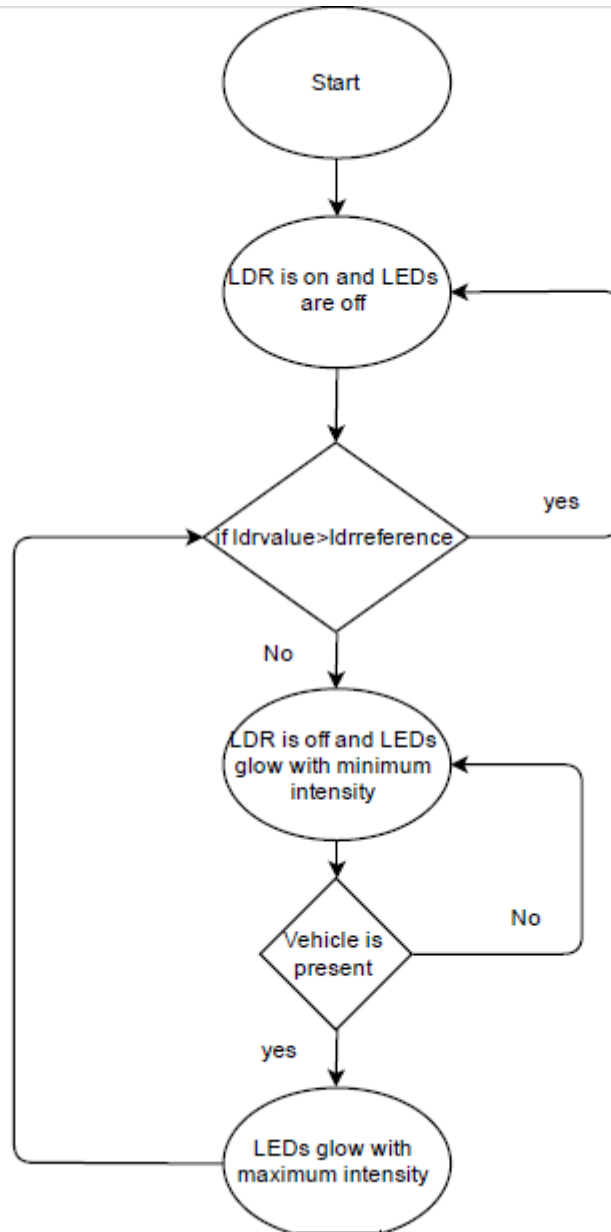 Start
LDR is on and LEDs
are off
if ldrvalue>ldrreference
yes
No
LDR is off and LEDs
glow with minimum
intensity
Vehicle is
present
No
yes
LEDs glow with
maximum intensity